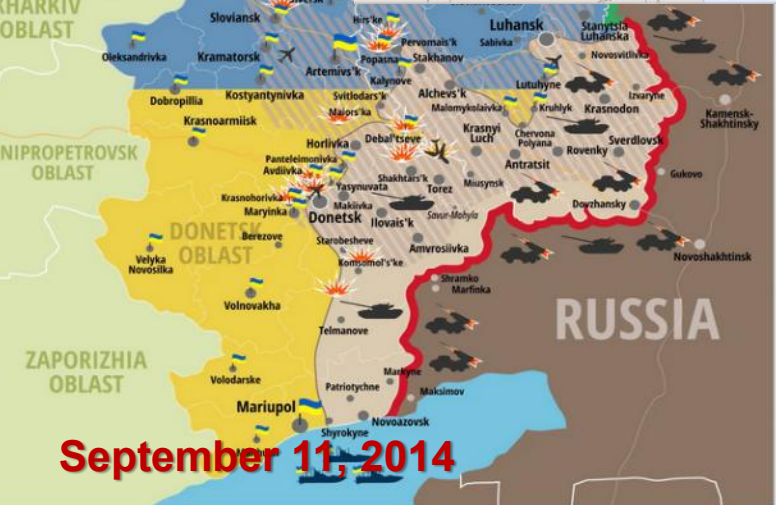 KHARKIV
OBLAST
Sloviansk
Hirs'ke
Luhansk
Stanytsia
Luhanska
Oleksandrivka
Kramatorsk
Pervomais'k
Sabivka
Popasna
Stakhanov
Novosvitlivka
Artemivs'k
Kalynove
Lutuhyne
Dobropillia
Kostyantynivka
Svitlodars'k
Alchevs'k
Izvaryne
Maiors'ka
Malomykolaivka
Kruhlyk
Krasnodon
Kamensk-
Shakhtinsky
Krasnoarmiisk
Debal'tseve
Krasnyi
Luch
Chervona
Polyana
Sverdlovsk
DNIPROPETROVSK
OBLAST
Horlivka
Rovenky
Panteleimonivka
Avdiivka
Antratsit
Shakhtars'k
Torez
Miusynsk
Gukovo
Yasynuvata
Krasnohorivka
Maryinka
Makiivka
Donetsk
Ilovais'k
Savur-Mohyla
Dovzhansky
DONETSK
OBLAST
Berezove
Starobesheve
Amvrosiivka
Velyka
Novosilka
Komsomol's'ke
Novoshakhtinsk
Volnovakha
Shramko
Marfinka
RUSSIA
Telmanove
ZAPORIZHIA
OBLAST
Volodarske
Markyne
Patriotychne
Maksimov
Mariupol
Novoazovsk
Shyrokyne
September 11, 2014